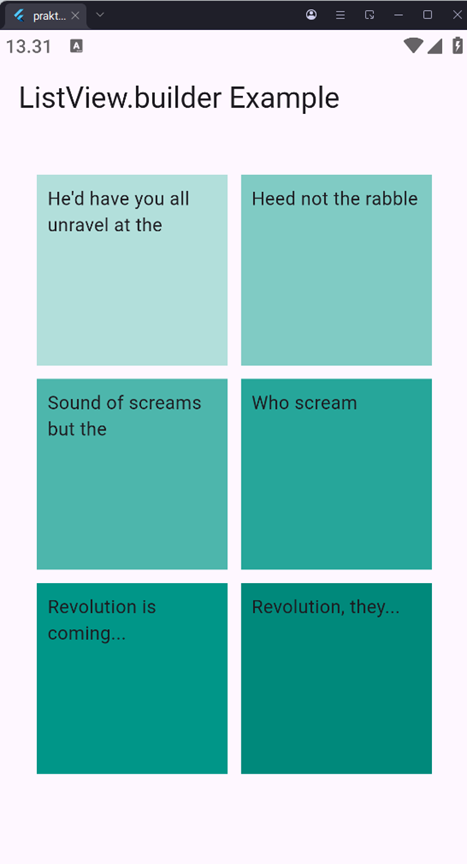 prakt...
13.31
A
ListView.builder Example
He'd have you all
unravel at the
Heed not the rabble
Sound of screams
but the
Who scream
Revolution is
coming...
Revolution, they...